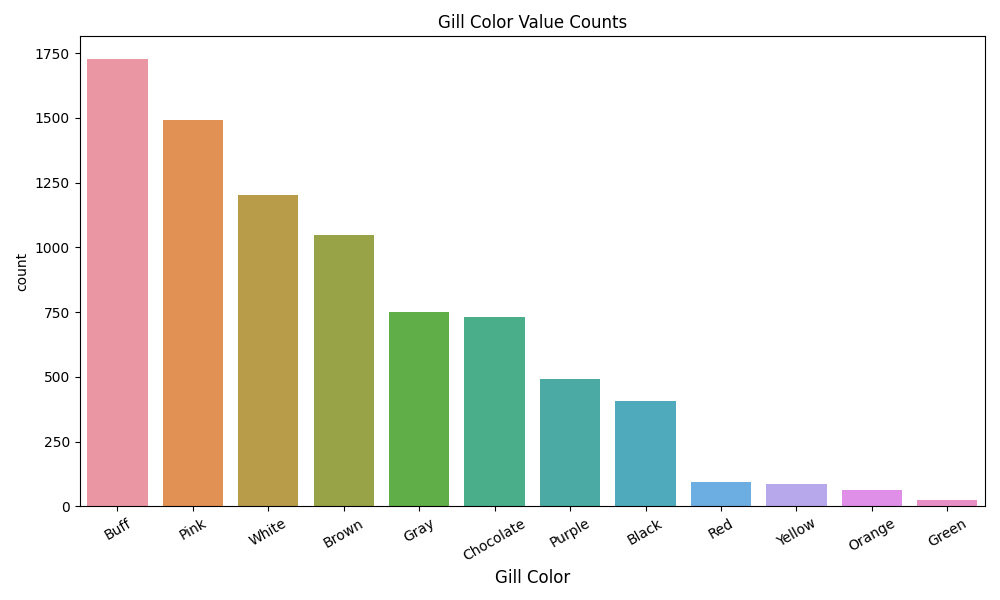 Gill Color Value Counts
1750
1500
1250
1000
750
500
250
0
count
Buff Pink White Brown Gray Chocolate Purple Black Red Yellow Orange Green
Gill Color